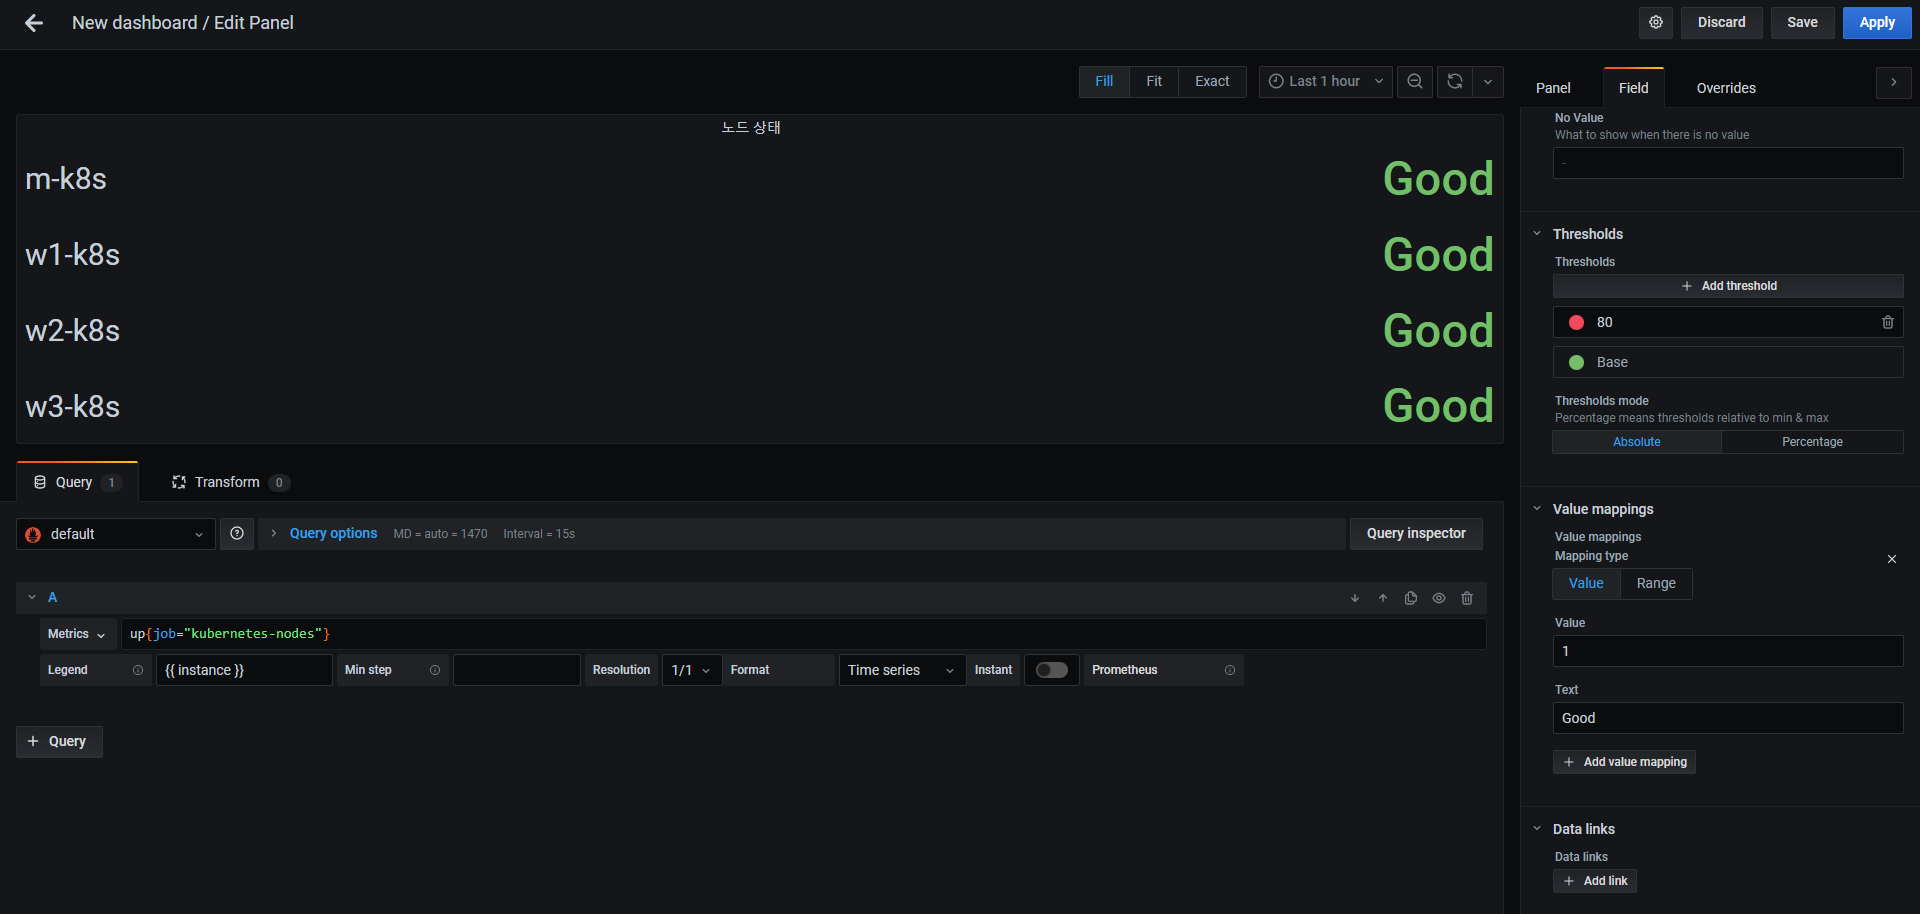 New dashboard / Edit Panel
Discard
Save
Apply
Fill
Fit
Exact
Last 1 hour
Panel
Field
Overrides
노드 상태
m-k8s
Good
w1-k8s
Good
w2-k8s
Good
w3-k8s
Good
Query 1
Transform 0
default
Query options
MD = auto = 1470
Interval = 15s
Query inspector
A
Metrics
up{job="kubernetes-nodes"}
Legend
{{ instance }}
Min step
Resolution
1/1
Format
Time series
Instant
Prometheus
+ Query
No Value
What to show when there is no value
-
Thresholds
Thresholds
+ Add threshold
80
Base
Thresholds mode
Percentage means thresholds relative to min & max
Absolute
Percentage
Value mappings
Value mappings
Mapping type
Value
Range
Value
1
Text
Good
+ Add value mapping
Data links
Data links
+ Add link